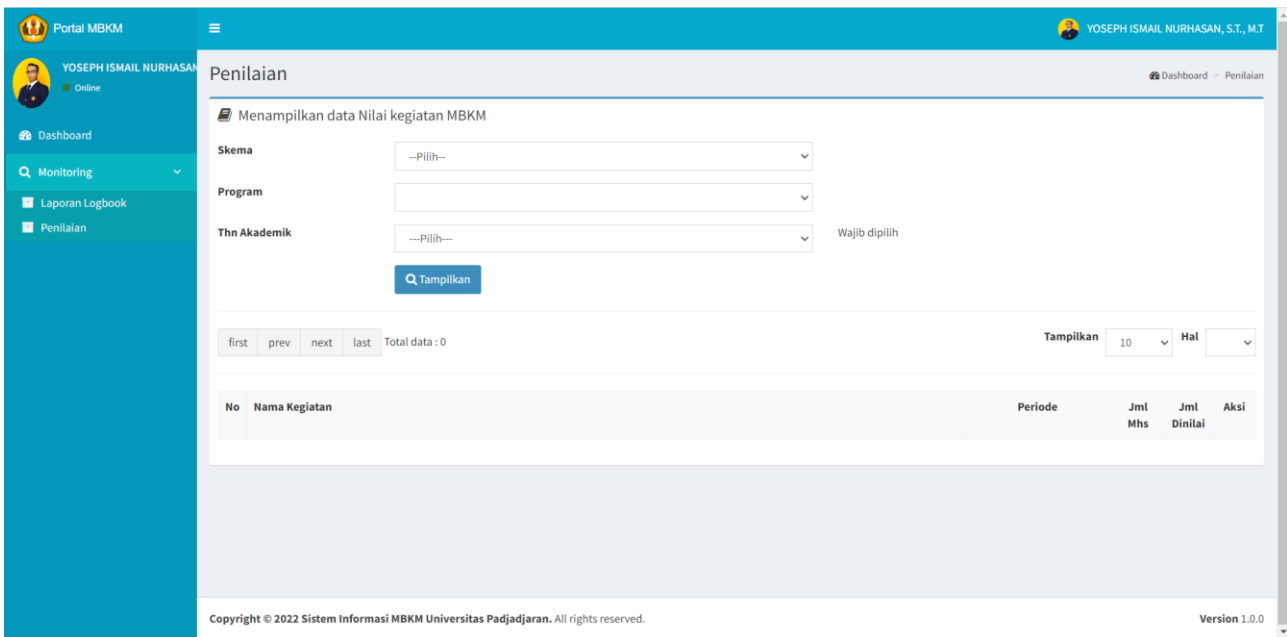 Portal MBKM
YOSEPH ISMAIL NURHASAN, S.T., M.T
YOSEPH ISMAIL NURHASAN
Online
Dashboard
Monitoring
Laporan Logbook
Penilaian
Penilaian
Dashboard > Penilaian
Menampilkan data Nilai kegiatan MBKM
Skema
--Pilih--
Program
Thn Akademik
---Pilih---
Wajib dipilih
Tampilkan
first prev next last Total data : 0
Tampilkan 10 Hal
No Nama Kegiatan Periode Jml Mhs Jml Dinilai Aksi
Copyright © 2022 Sistem Informasi MBKM Universitas Padjadjaran. All rights reserved.
Version 1.0.0